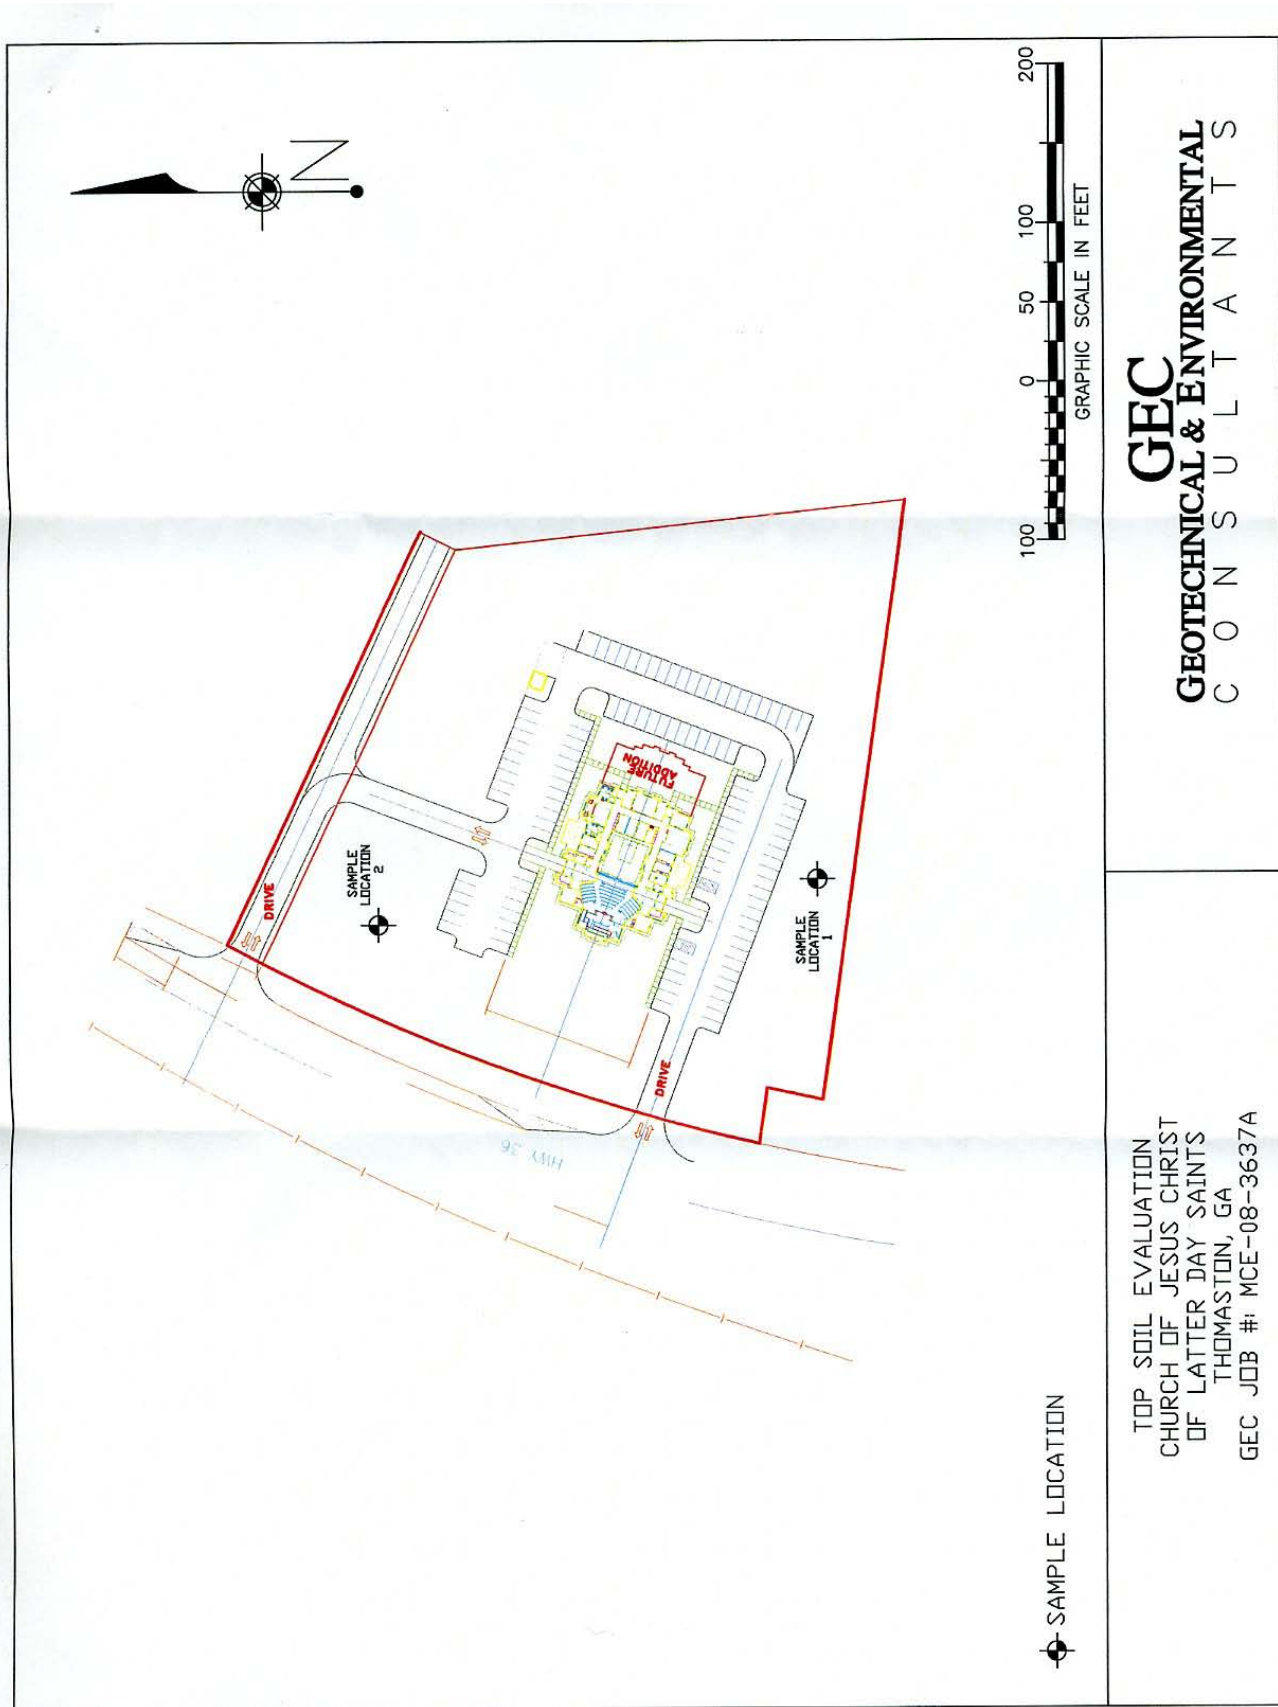 N
SAMPLE
LOCATION
2
SAMPLE
LOCATION
1
DRIVE
DRIVE
FUTURE
ADDITION
HWY 36
100 0 50 100 200
GRAPHIC SCALE IN FEET
SAMPLE LOCATION
TOP SOIL EVALUATION
CHURCH OF JESUS CHRIST
OF LATTER DAY SAINTS
THOMASTON, GA
GEC JOB #: MCE-08-3637A
GEC
GEOTECHNICAL & ENVIRONMENTAL
CONSULTANTS